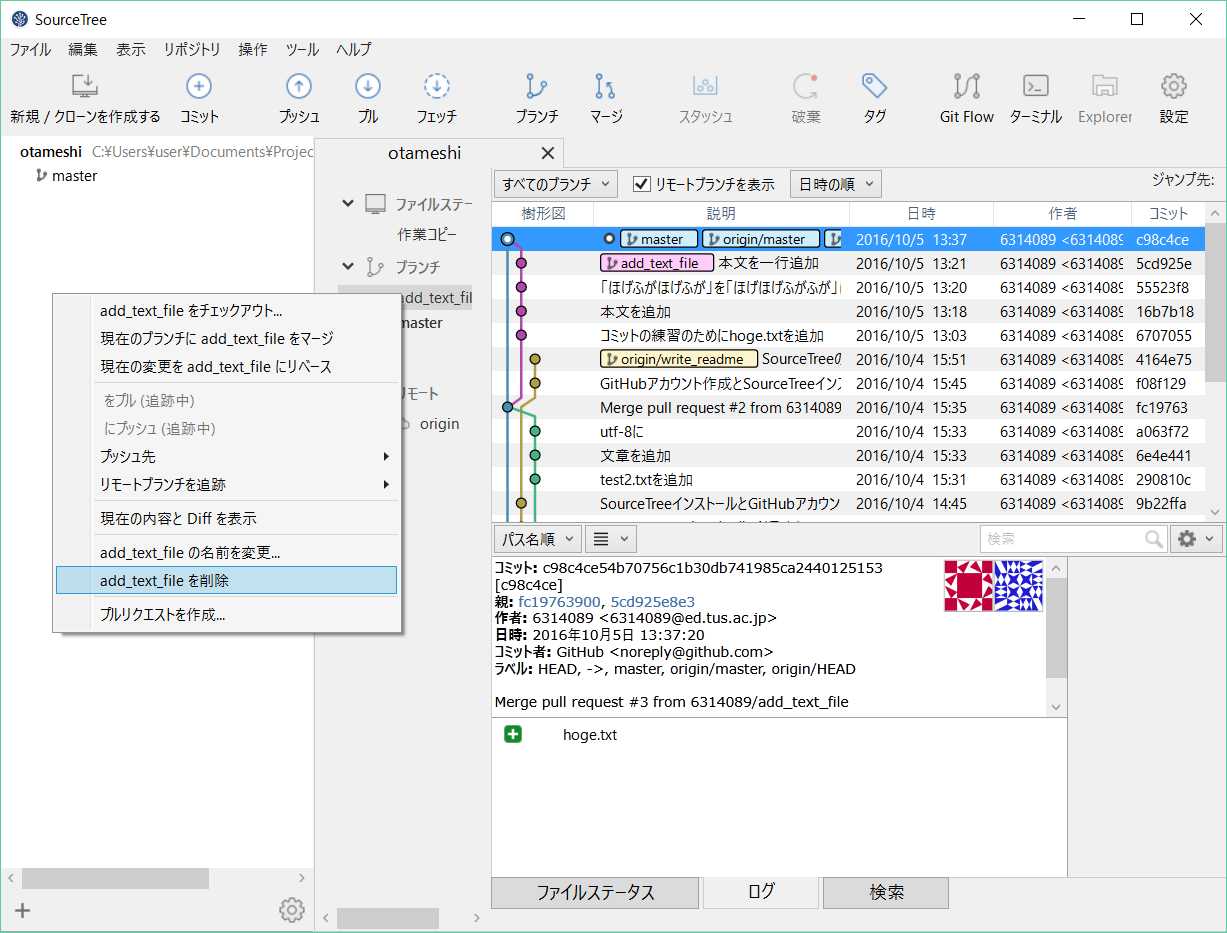 SourceTree
ファイル 編集 表示 リポジトリ 操作 ツール ヘルプ
新規 / クローンを作成する コミット プッシュ プル フェッチ ブランチ マージ スタッシュ 破棄 タグ Git Flow ターミナル Explorer 設定
otameshi C:¥Users¥user¥Documents¥Projec
master
otameshi
ファイルステー
作業コピー
ブランチ
add_text_fil
master
リモート
origin
add_text_file をチェックアウト...
現在のブランチに add_text_file をマージ
現在の変更を add_text_file にリベース
をプル (追跡中)
にプッシュ (追跡中)
プッシュ先
リモートブランチを追跡
現在の内容と Diff を表示
add_text_file の名前を変更...
add_text_file を削除
プルリクエストを作成...
すべてのブランチ リモートブランチを表示 日時の順 ジャンプ先:
樹形図 説明 日時 作者 コミット
master origin/master 2016/10/5 13:37 6314089 <6314089 c98c4ce
add_text_file 本文を一行追加 2016/10/5 13:21 6314089 <6314089 5cd925e
「ほげふがほげふが」を「ほげほげふがふが」に 2016/10/5 13:20 6314089 <6314089 55523f8
本文を追加 2016/10/5 13:18 6314089 <6314089 16b7b18
コミットの練習のためにhoge.txtを追加 2016/10/5 13:03 6314089 <6314089 6707055
origin/write_readme SourceTreeの 2016/10/4 15:51 6314089 <6314089 4164e75
GitHubアカウント作成とSourceTreeインス 2016/10/4 15:45 6314089 <6314089 f08f129
Merge pull request #2 from 6314089 2016/10/4 15:35 6314089 <6314089 fc19763
utf-8に 2016/10/4 15:33 6314089 <6314089 a063f72
文章を追加 2016/10/4 15:33 6314089 <6314089 6e4e441
test2.txtを追加 2016/10/4 15:31 6314089 <6314089 290810c
SourceTreeインストールとGitHubアカウン 2016/10/4 14:45 6314089 <6314089 9b22ffa
パス名順 検索
コミット: c98c4ce54b70756c1b30db741985ca2440125153
[c98c4ce]
親: fc19763900, 5cd925e8e3
作者: 6314089 <6314089@ed.tus.ac.jp>
日時: 2016年10月5日 13:37:20
コミット者: GitHub <noreply@github.com>
ラベル: HEAD, ->, master, origin/master, origin/HEAD
Merge pull request #3 from 6314089/add_text_file
hoge.txt
ファイルステータス ログ 検索